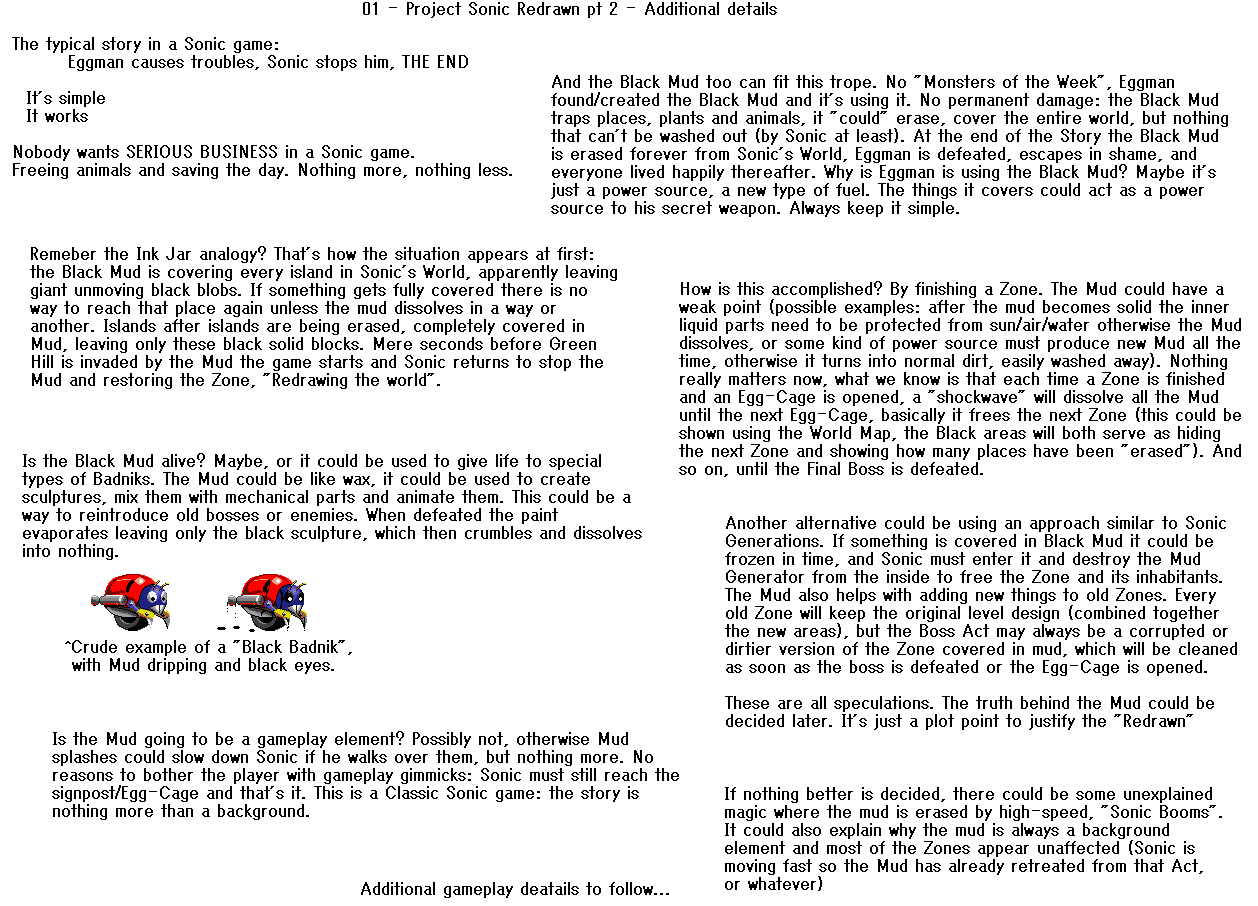 01 - Project Sonic Redrawn pt 2 - Additional details
The typical story in a Sonic game:
Eggman causes troubles, Sonic stops him, THE END
It's simple
It works
Nobody wants SERIOUS BUSINESS in a Sonic game.
Freeing animals and saving the day. Nothing more, nothing less.
And the Black Mud too can fit this trope. No "Monsters of the Week", Eggman
found/created the Black Mud and it's using it. No permanent damage: the Black Mud
traps places, plants and animals, it "could" erase, cover the entire world, but nothing
that can't be washed out (by Sonic at least). At the end of the Story the Black Mud
is erased forever from Sonic's World, Eggman is defeated, escapes in shame, and
everyone lived happily thereafter. Why is Eggman is using the Black Mud? Maybe it's
just a power source, a new type of fuel. The things it covers could act as a power
source to his secret weapon. Always keep it simple.
Remeber the Ink Jar analogy? That's how the situation appears at first:
the Black Mud is covering every island in Sonic's World, apparently leaving
giant unmoving black blobs. If something gets fully covered there is no
way to reach that place again unless the mud dissolves in a way or
another. Islands after islands are being erased, completely covered in
Mud, leaving only these black solid blocks. Mere seconds before Green
Hill is invaded by the Mud the game starts and Sonic returns to stop the
Mud and restoring the Zone, "Redrawing the world".
How is this accomplished? By finishing a Zone. The Mud could have a
weak point (possible examples: after the mud becomes solid the inner
liquid parts need to be protected from sun/air/water otherwise the Mud
dissolves, or some kind of power source must produce new Mud all the
time, otherwise it turns into normal dirt, easily washed away). Nothing
really matters now, what we know is that each time a Zone is finished
and an Egg-Cage is opened, a "shockwave" will dissolve all the Mud
until the next Egg-Cage, basically it frees the next Zone (this could be
shown using the World Map, the Black areas will both serve as hiding
the next Zone and showing how many places have been "erased"). And
so on, until the Final Boss is defeated.
Is the Black Mud alive? Maybe, or it could be used to give life to special
types of Badniks. The Mud could be like wax, it could be used to create
sculptures, mix them with mechanical parts and animate them. This could be a
way to reintroduce old bosses or enemies. When defeated the paint
evaporates leaving only the black sculpture, which then crumbles and dissolves
into nothing.
^Crude example of a "Black Badnik",
with Mud dripping and black eyes.
Another alternative could be using an approach similar to Sonic
Generations. If something is covered in Black Mud it could be
frozen in time, and Sonic must enter it and destroy the Mud
Generator from the inside to free the Zone and its inhabitants.
The Mud also helps with adding new things to old Zones. Every
old Zone will keep the original level design (combined together
the new areas), but the Boss Act may always be a corrupted or
dirtier version of the Zone covered in mud, which will be cleaned
as soon as the boss is defeated or the Egg-Cage is opened.
These are all speculations. The truth behind the Mud could be
decided later. It's just a plot point to justify the "Redrawn"
Is the Mud going to be a gameplay element? Possibly not, otherwise Mud
splashes could slow down Sonic if he walks over them, but nothing more. No
reasons to bother the player with gameplay gimmicks: Sonic must still reach the
signpost/Egg-Cage and that's it. This is a Classic Sonic game: the story is
nothing more than a background.
If nothing better is decided, there could be some unexplained
magic where the mud is erased by high-speed, "Sonic Booms".
It could also explain why the mud is always a background
element and most of the Zones appear unaffected (Sonic is
moving fast so the Mud has already retreated from that Act,
or whatever)
Additional gameplay deatails to follow...